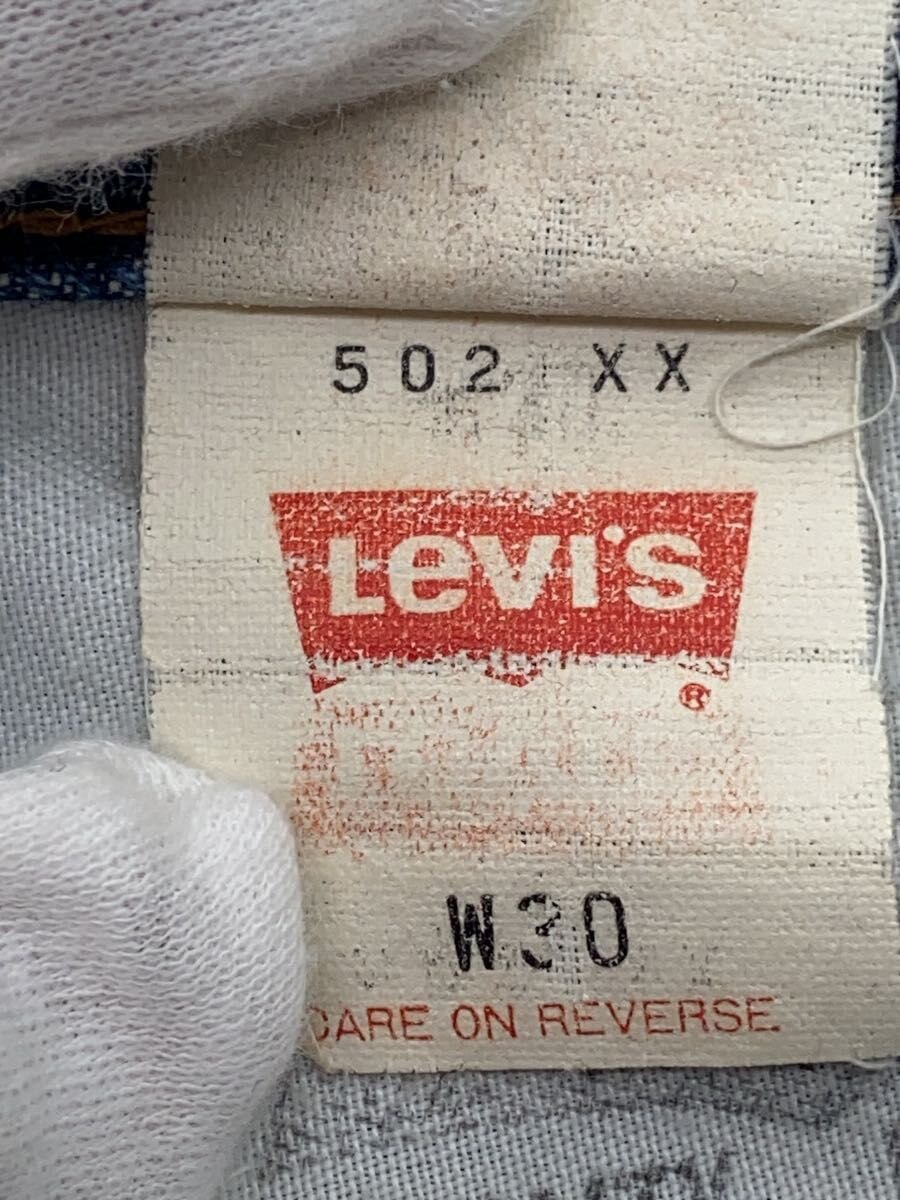 502 XX
Levi's
®
W30
CARE ON REVERSE